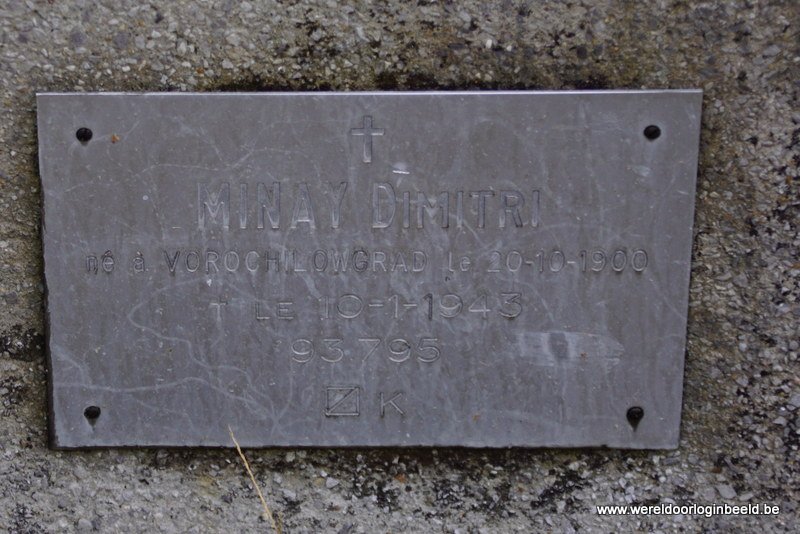 MINAY DIMITRI
né à VOROCHILOWGRAD le 20-10-1900
† LE 10-1-1943
93.795
K
www.wereldoorloginbeeld.be